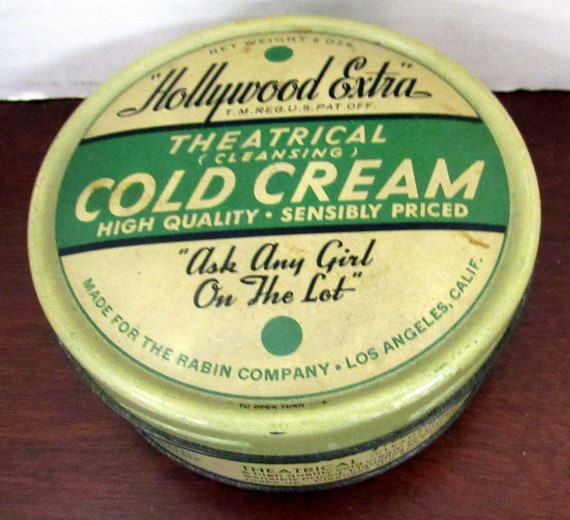 NET WEIGHT 8 OZS.
"Hollywood Extra"
T.M. REG. U.S. PAT. OFF.
THEATRICAL
(CLEANSING)
COLD CREAM
HIGH QUALITY • SENSIBLY PRICED
"Ask Any Girl
On The Lot"
MADE FOR THE RABIN COMPANY • LOS ANGELES, CALIF.
TO OPEN TURN
THEATRICAL